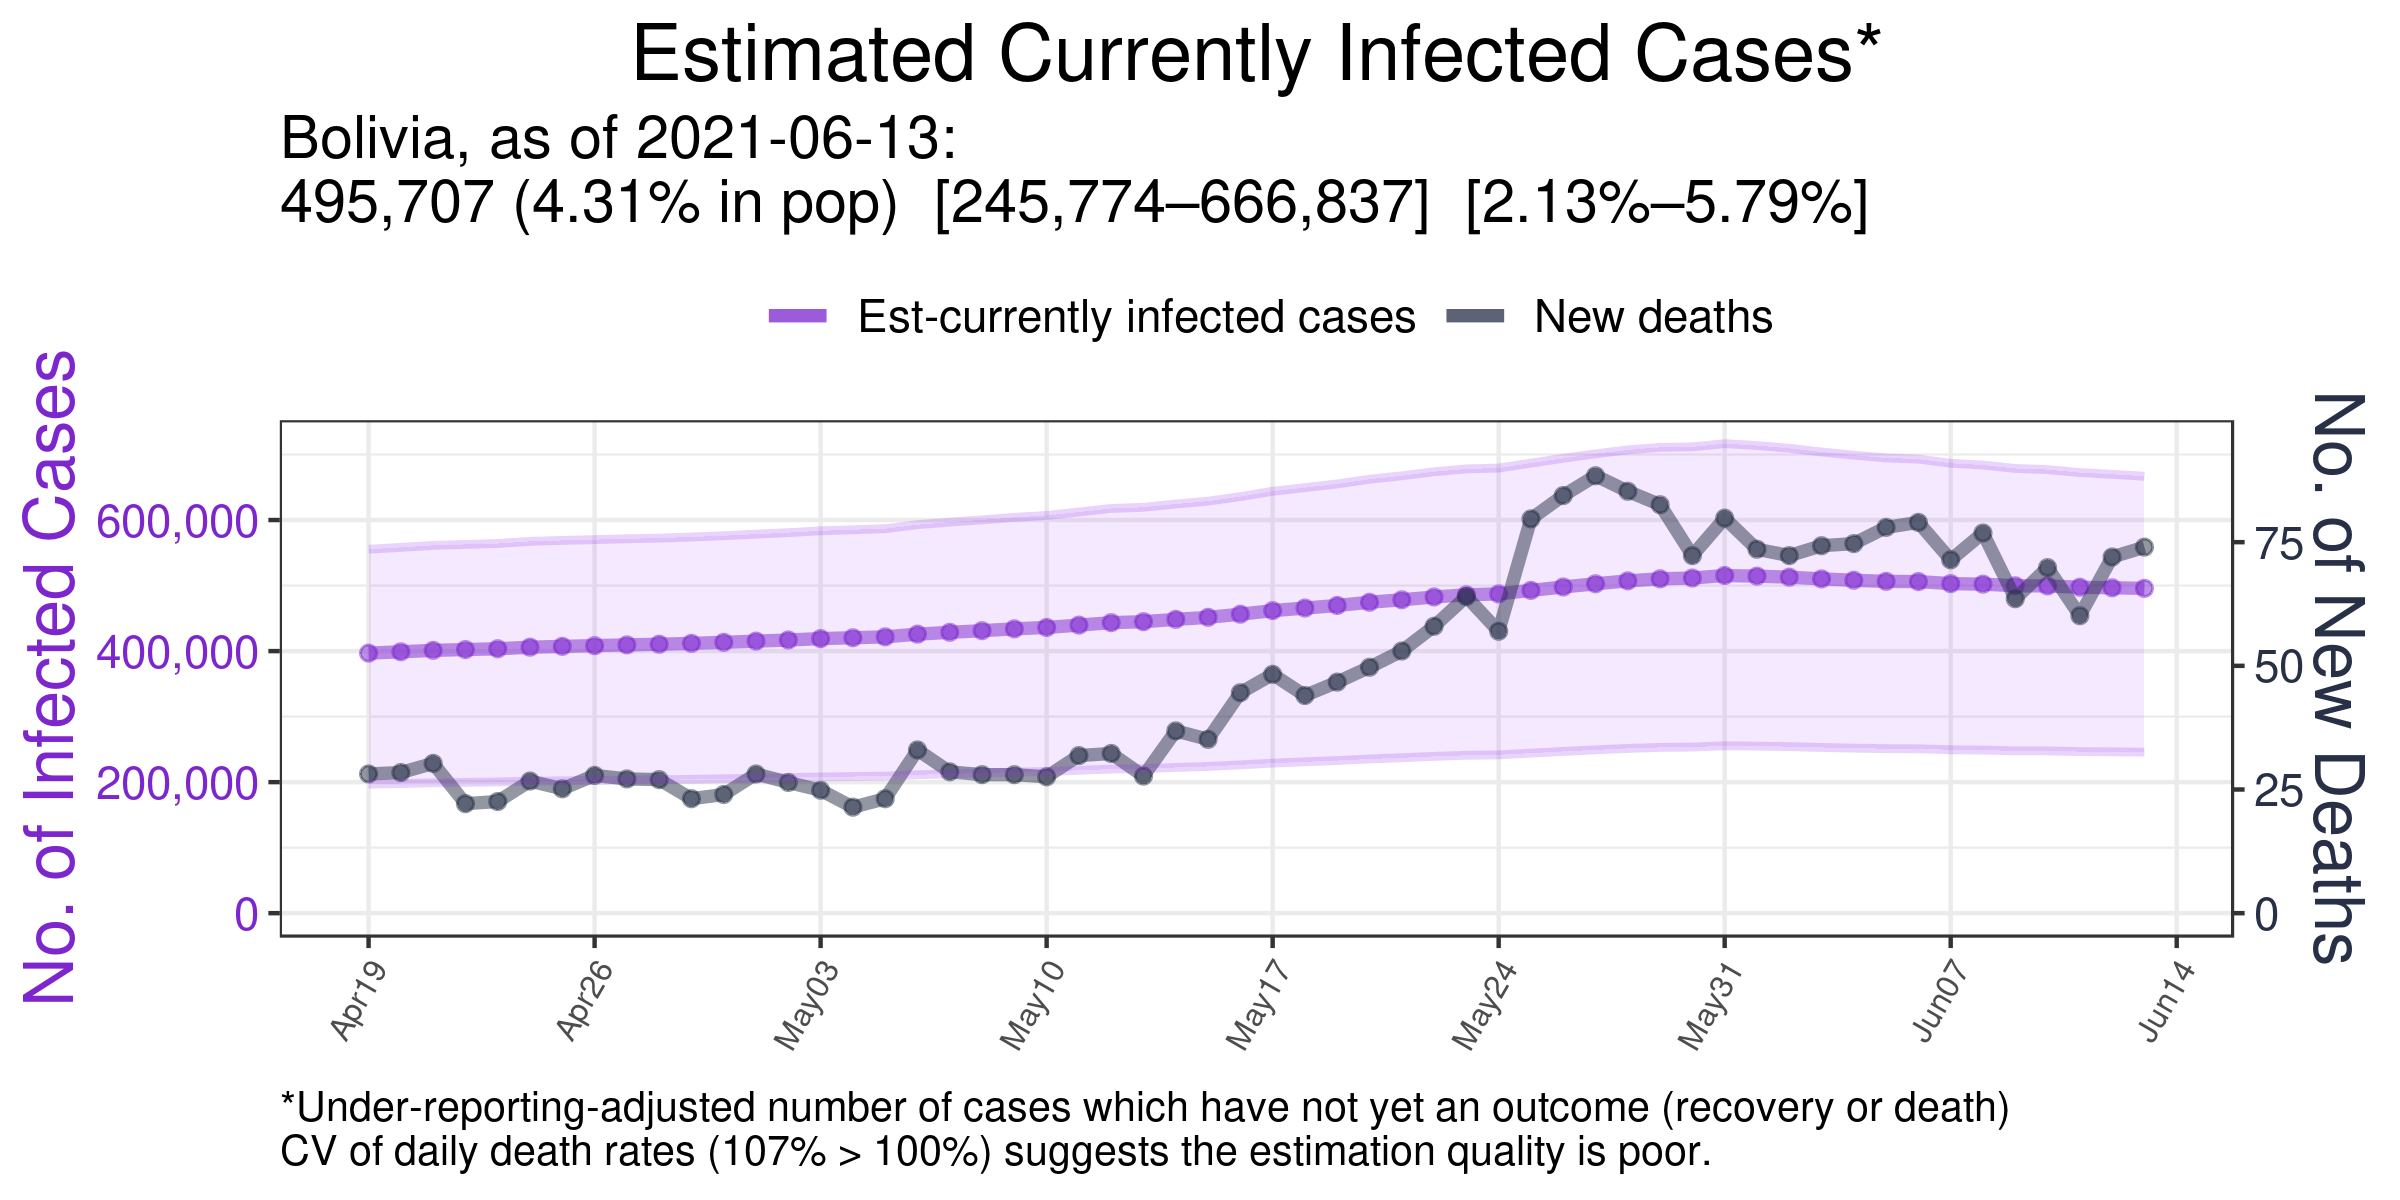 Estimated Currently Infected Cases*
Bolivia, as of 2021-06-13:
495,707 (4.31% in pop) [245,774–666,837] [2.13%–5.79%]
Est-currently infected cases
New deaths
No. of Infected Cases
600,000
400,000
200,000
0
75
50
25
0
No. of New Deaths
Apr19
Apr26
May03
May10
May17
May24
May31
Jun07
Jun14
*Under-reporting-adjusted number of cases which have not yet an outcome (recovery or death)
CV of daily death rates (107% > 100%) suggests the estimation quality is poor.